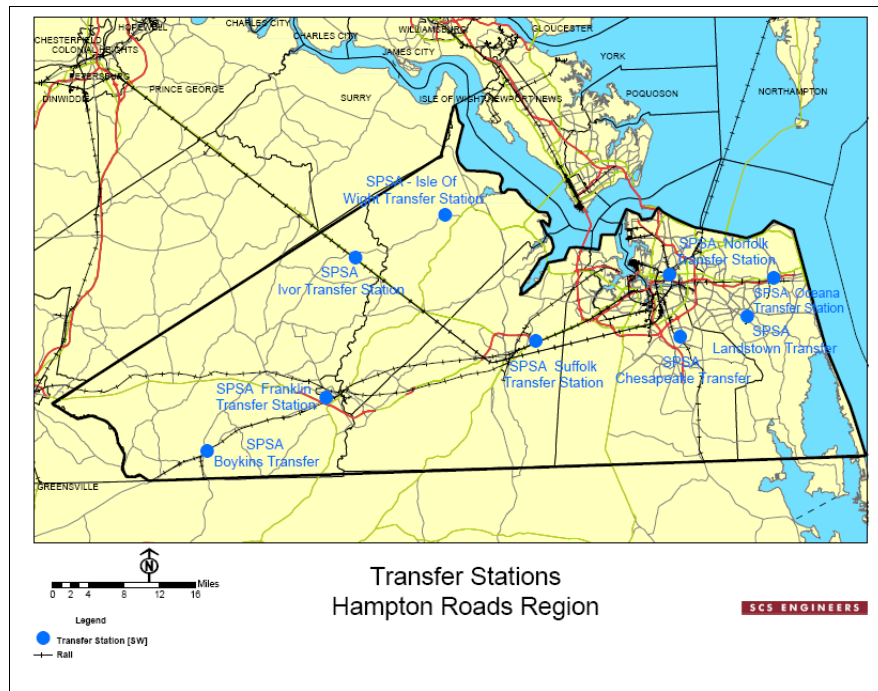 CHARLES CITY
HOPEWELL
CHESTERFIELD
COLONIAL HEIGHTS
PETERSBURG
DINWIDDIE
PRINCE GEORGE
CHARLES CITY
WILLIAMSBURG
JAMES CITY
GLOUCESTER
YORK
SURRY
ISLE OF WIGHT
NEWPORT NEWS
POQUOSON
NORTHAMPTON
SPSA - Isle Of
Wight Transfer Station
SPSA
Ivor Transfer Station
SPSA Norfolk
Transfer Station
SPSA Oceana
Transfer Station
SPSA
Landstown Transfer
SPSA
Chesapeake Transfer
SPSA Suffolk
Transfer Station
SPSA Franklin
Transfer Station
SPSA
Boykins Transfer
GREENSVILLE
N
Miles
0 2 4 8 12 16
Transfer Stations
Hampton Roads Region
SCS ENGINEERS
Legend
Transfer Station [SW]
Rail